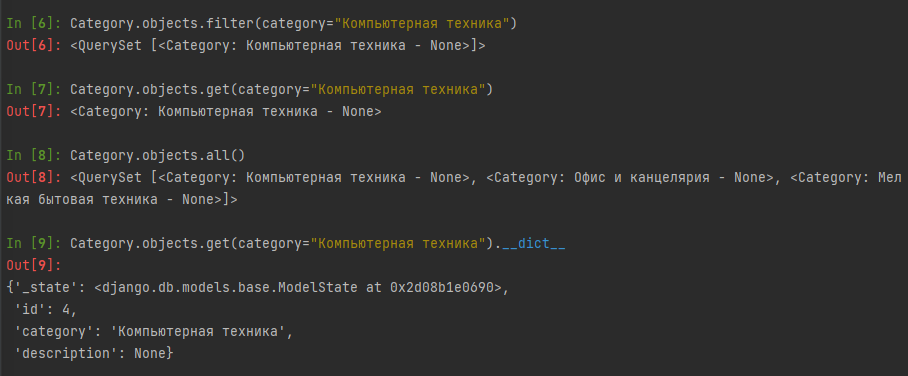 In [6]: Category.objects.filter(category="Компьютерная техника")
Out[6]: <QuerySet [<Category: Компьютерная техника - None>]>
In [7]: Category.objects.get(category="Компьютерная техника")
Out[7]: <Category: Компьютерная техника - None>
In [8]: Category.objects.all()
Out[8]: <QuerySet [<Category: Компьютерная техника - None>, <Category: Офис и канцелярия - None>, <Category: Мел
кая бытовая техника - None>]>
In [9]: Category.objects.get(category="Компьютерная техника").__dict__
Out[9]:
{'_state': <django.db.models.base.ModelState at 0x2d08b1e0690>,
 'id': 4,
 'category': 'Компьютерная техника',
 'description': None}